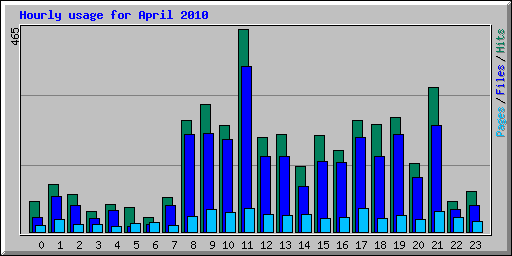 Hourly usage for April 2010
465
Pages / Files / Hits
0 1 2 3 4 5 6 7 8 9 10 11 12 13 14 15 16 17 18 19 20 21 22 23